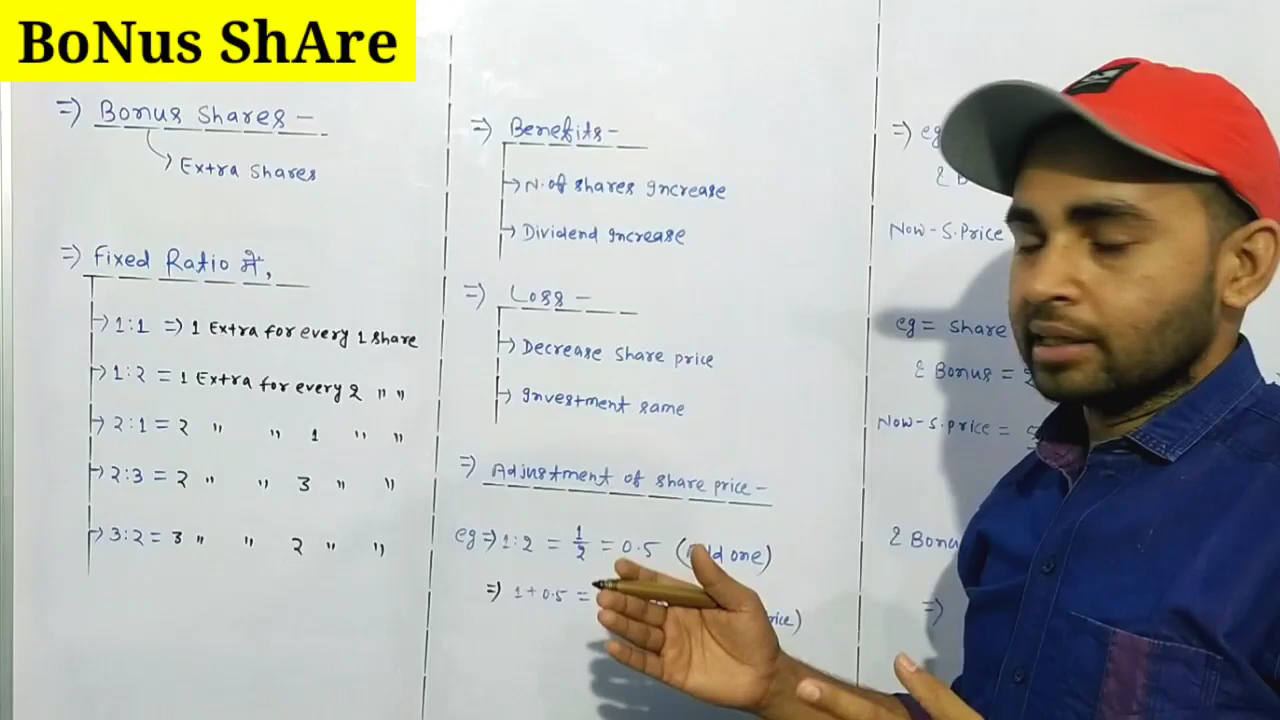 BoNus ShAre
=> Bonus Shares -
Extra Shares
=> Fixed Ratio में,
1:1 => 1 Extra for every 1 share
1:2 = 1 Extra for every 2 " "
2:1 = 2 " " 1 " "
2:3 = 2 " " 3 " "
3:2 = 3 " " 2 " "
=> Benefits -
N. of shares Increase
Dividend Increase
=> Loss -
Decrease share price
Investment same
=> Adjustment of share price -
eg => 1:2 = 1/2 = 0.5 ( one)
=> 1 + 0.5 =
=> eg
& B
Now - S. Price
eg = share
& Bonus =
Now - S. price =
& Bonu
=>